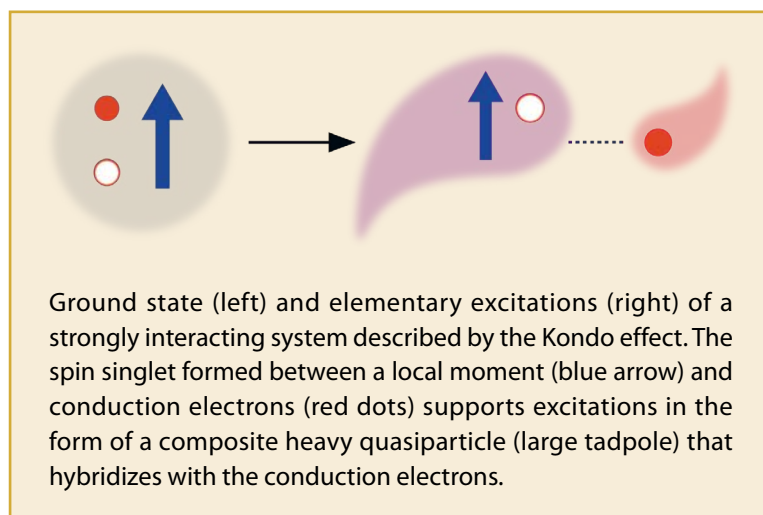 Ground state (left) and elementary excitations (right) of a
strongly interacting system described by the Kondo effect. The
spin singlet formed between a local moment (blue arrow) and
conduction electrons (red dots) supports excitations in the
form of a composite heavy quasiparticle (large tadpole) that
hybridizes with the conduction electrons.